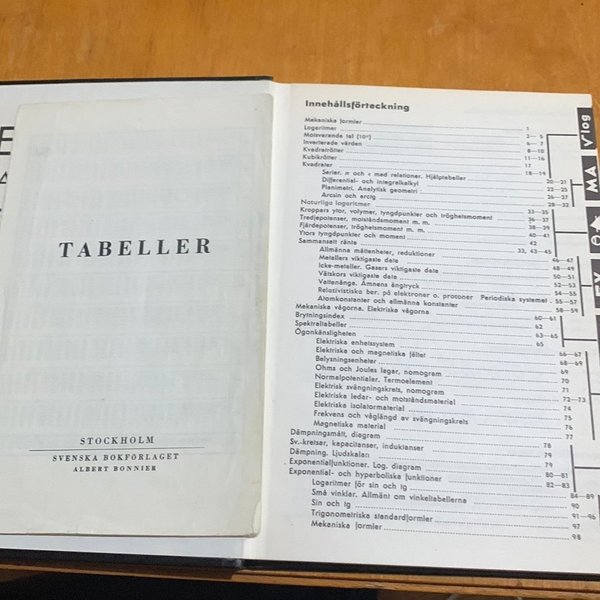 TABELLER
STOCKHOLM
SVENSKA BOKFÖRLAGET
ALBERT BONNIER
Innehållsförteckning
Mekaniska formler
Logaritmer 1
Motsvarande tal (10ˣ) 2–5
Inverterade värden 6–7
Kvadratrötter 8–10
Kubikrötter 11–16
Kvadrater 17
Serier. π och e med relationer. Hjälptabeller 18–19
Differential- och integralkalkyl 20–21
Planimetri. Analytisk geometri 22–25
Arcsin och arctg 26–27
Naturliga logaritmer 28–32
Kroppars ytor, volymer, tyngdpunkter och tröghetsmoment 33–35
Tredjepotenser, motståndsmoment m. m. 36–37
Fjärdepotenser, tröghetsmoment m. m. 38–39
Ytors tyngdpunkter och moment 40–41
Sammansatt ränta 42
Allmänna måttenheter, reduktioner 33, 43–45
Metallers viktigaste data 46–47
Icke-metaller. Gasers viktigaste data 48–49
Vätskors viktigaste data 50–51
Vattenånga. Ämnens ångtryck 52–53
Relativistiska ber. på elektroner o. protoner Periodiska systemet 54–55
Atomkonstanter och allmänna konstanter 55–57
Mekaniska vågorna. Elektriska vågorna 58–59
Brytningsindex 60–61
Spektraltabeller 62
Ögonkänsligheten 63–65
Elektriska enhetssystem 65
Elektriska och magnetiska fältet 66–67
Belysningsenheter 68–69
Ohms och Joules lagar, nomogram 69
Normalpotentialer. Termoelement 70
Elektrisk svängningskrets, nomogram 71
Elektriska ledar- och motståndsmaterial 72–73
Elektriska isolatormaterial 74
Frekvens och våglängd av svängningskrets 75
Magnetiska material 76
Dämpningsmått, diagram 77
Sv.-kretsar, kapacitanser, induktanser 78
Dämpning. Ljudskalan 79
Exponentialfunktioner. Log. diagram 79
Exponential- och hyperboliska funktioner 80–81
Logaritmer för sin och tg 82–83
Små vinklar. Allmänt om vinkeltabellerna 84–89
Sin och tg 90
Trigonometriska standardformler 91–96
Mekaniska formler 97
98
MA